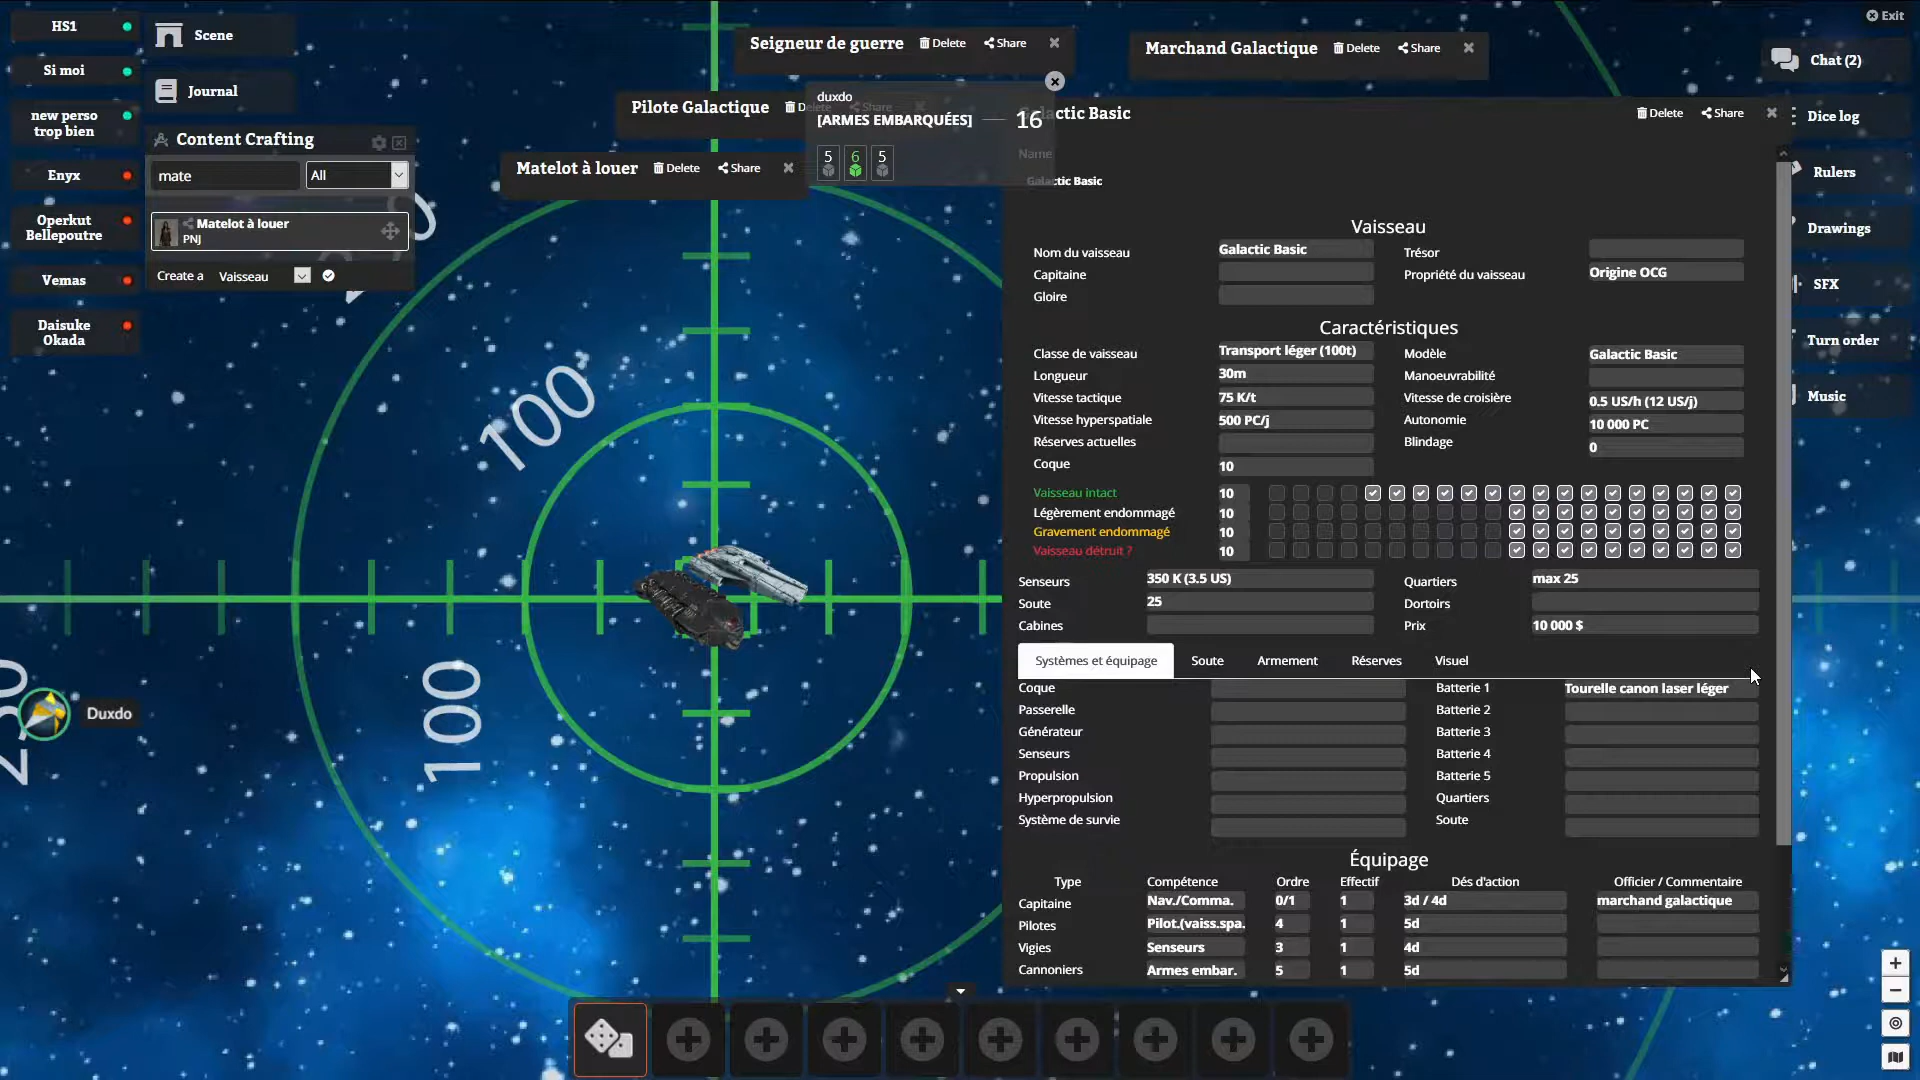 HS1
Si moi
new perso
trop bien
Enyx
Operkut
Bellepoutre
Vemas
Daisuke
Okada
Scene
Journal
Content Crafting
mate
All
Matelot à louer
PNJ
Create a Vaisseau
Seigneur de guerre Delete Share
Marchand Galactique Delete Share
Pilote Galactique Delete Share
Matelot à louer Delete Share
duxdo
[ARMES EMBARQUÉES] 16
5 6 5
Exit
Chat (2)
Dice log
Rulers
Drawings
SFX
Turn order
Music
100
100
Duxdo
Galactic Basic Delete Share
Name
Galactic Basic
Vaisseau
Nom du vaisseau Galactic Basic Trésor
Capitaine Propriété du vaisseau Origine OCG
Gloire
Caractéristiques
Classe de vaisseau Transport léger (100t) Modèle Galactic Basic
Longueur 30m Manoeuvrabilité
Vitesse tactique 75 K/t Vitesse de croisière 0.5 US/h (12 US/j)
Vitesse hyperspatiale 500 PC/j Autonomie 10 000 PC
Réserves actuelles Blindage 0
Coque 10
Vaisseau intact 10
Légèrement endommagé 10
Gravement endommagé 10
Vaisseau détruit ? 10
Senseurs 350 K (3.5 US) Quartiers max 25
Soute 25 Dortoirs
Cabines Prix 10 000 $
Systèmes et équipage Soute Armement Réserves Visuel
Coque Batterie 1 Tourelle canon laser léger
Passerelle Batterie 2
Générateur Batterie 3
Senseurs Batterie 4
Propulsion Batterie 5
Hyperpropulsion Quartiers
Système de survie Soute
Équipage
Type Compétence Ordre Effectif Dés d'action Officier / Commentaire
Capitaine Nav./Comma. 0/1 1 3d / 4d marchand galactique
Pilotes Pilot.(vaiss.spa. 4 1 5d
Vigies Senseurs 3 1 4d
Cannoniers Armes embar. 5 1 5d